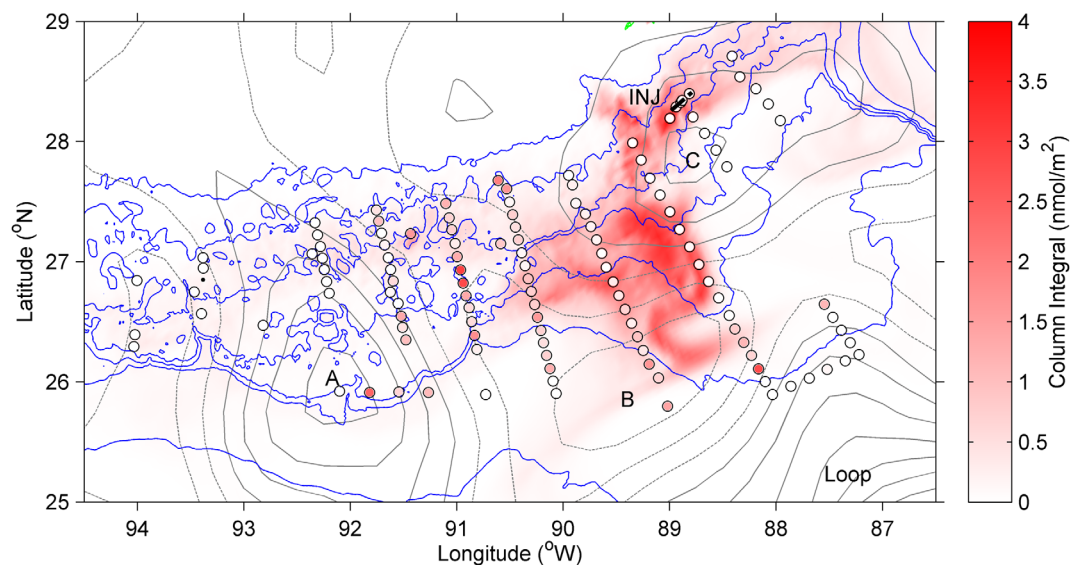 29
28
27
26
25
Latitude (°N)
INJ
C
A
B
Loop
94 93 92 91 90 89 88 87
Longitude (°W)
4
3.5
3
2.5
2
1.5
1
0.5
0
Column Integral (nmol/m²)